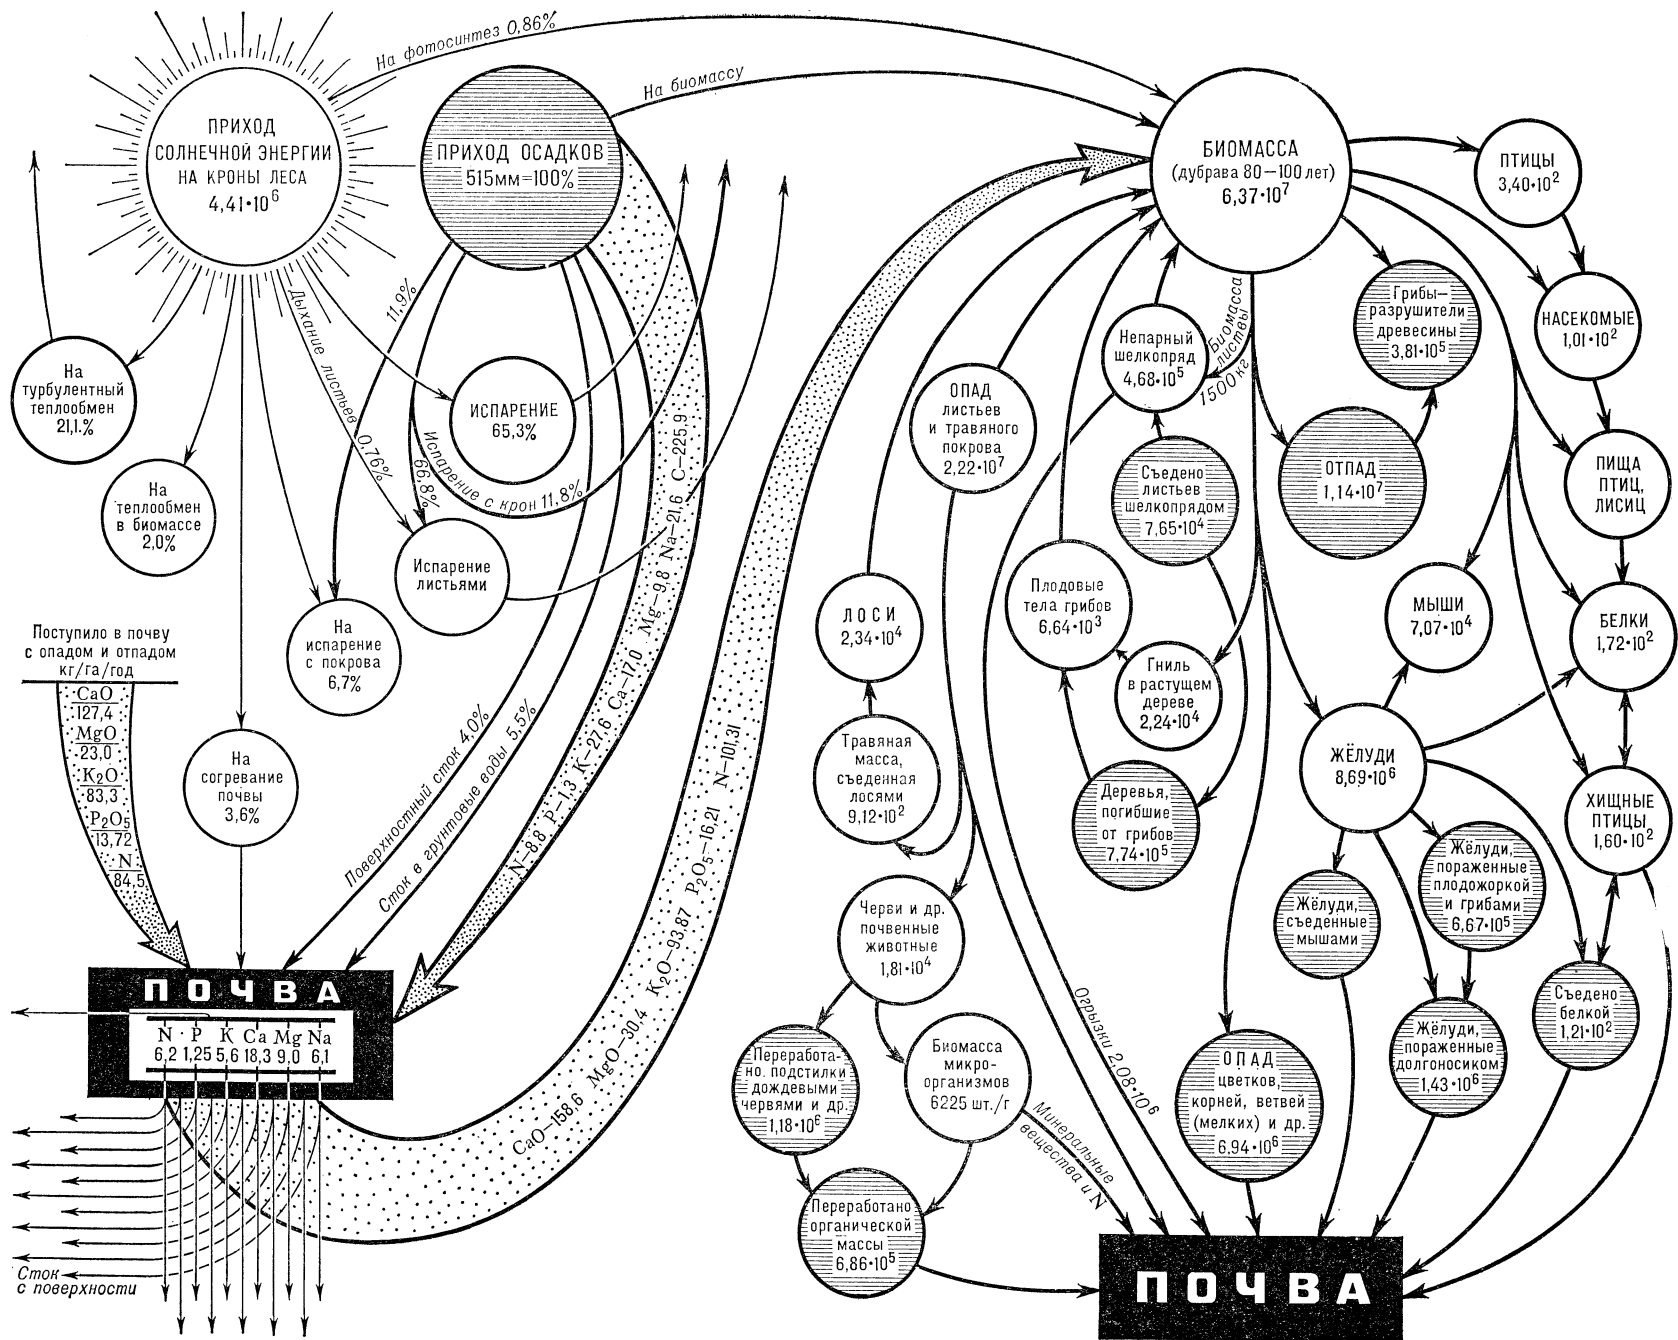 На фотосинтез 0,86%
На биомассу
ПРИХОД
СОЛНЕЧНОЙ ЭНЕРГИИ
НА КРОНЫ ЛЕСА
4,41•10⁶
ПРИХОД ОСАДКОВ
515мм=100%
БИОМАССА
(дубрава 80—100 лет)
6,37•10⁷
ПТИЦЫ
3,40•10²
Грибы—
разрушители
древесины
3,81•10⁵
НАСЕКОМЫЕ
1,01•10²
Непарный
шелкопряд
4,68•10⁵
Биомасса
листвы
1500кг
На
турбулентный
теплообмен
21,1.%
Дыхание листьев 0,76%
11,9%
ИСПАРЕНИЕ
65,3%
Испарение с крон 11,8%
66,8%
ОПАД
листьев
и травяного
покрова
2,22•10⁷
Съедено
листьев
шелкопрядом
7,65•10⁴
ОТПАД
1,14•10⁷
ПИЩА
ПТИЦ,
ЛИСИЦ
На
теплообмен
в биомассе
2,0%
Испарение
листьями
На
испарение
с покрова
6,7%
ЛОСИ
2,34•10⁴
Плодовые
тела грибов
6,64•10³
Гниль
в растущем
дереве
2,24•10⁴
МЫШИ
7,07•10⁴
БЕЛКИ
1,72•10²
Поступило в почву
с опадом и отпадом
кг/га/год
CaO
127,4
MgO
23,0
K₂O
83,3
P₂O₅
13,72
N
84,5
На
согревание
почвы
3,6%
Поверхностный сток 4,0%
Сток в грунтовые воды 5,5%
N—8,8 P—1,3 K—27,6 Ca—17,0 Mg—9,8 Na—21,6 C—225,9
CaO—158,6 MgO—30,4 K₂O—93,87 P₂O₅—16,21 N—101,31
Травяная
масса,
съеденная
лосями
9,12•10²
Деревья,
погибшие
от грибов
7,74•10⁵
ЖЁЛУДИ
8,69•10⁶
ХИЩНЫЕ
ПТИЦЫ
1,60•10²
Жёлуди,
пораженные
плодожоркой
и грибами
6,67•10⁵
Жёлуди,
съеденные
мышами
Черви и др.
почвенные
животные
1,81•10⁴
Съедено
белкой
1,21•10²
Жёлуди,
пораженные
долгоносиком
1,43•10⁶
Огрызки 2,08•10⁶
Переработа-
но. подстилки
дождевыми
червями и др.
1,18•10⁶
Биомасса
микро-
организмов
6225 шт./г
Минеральные
вещества и N
ОПАД
цветков,
корней, ветвей
(мелких) и др.
6,94•10⁶
Переработано
органической
массы
6,86•10⁵
ПОЧВА
N P K Ca Mg Na
6,2 1,25 5,6 18,3 9,0 6,1
Сток
с поверхности
ПОЧВА